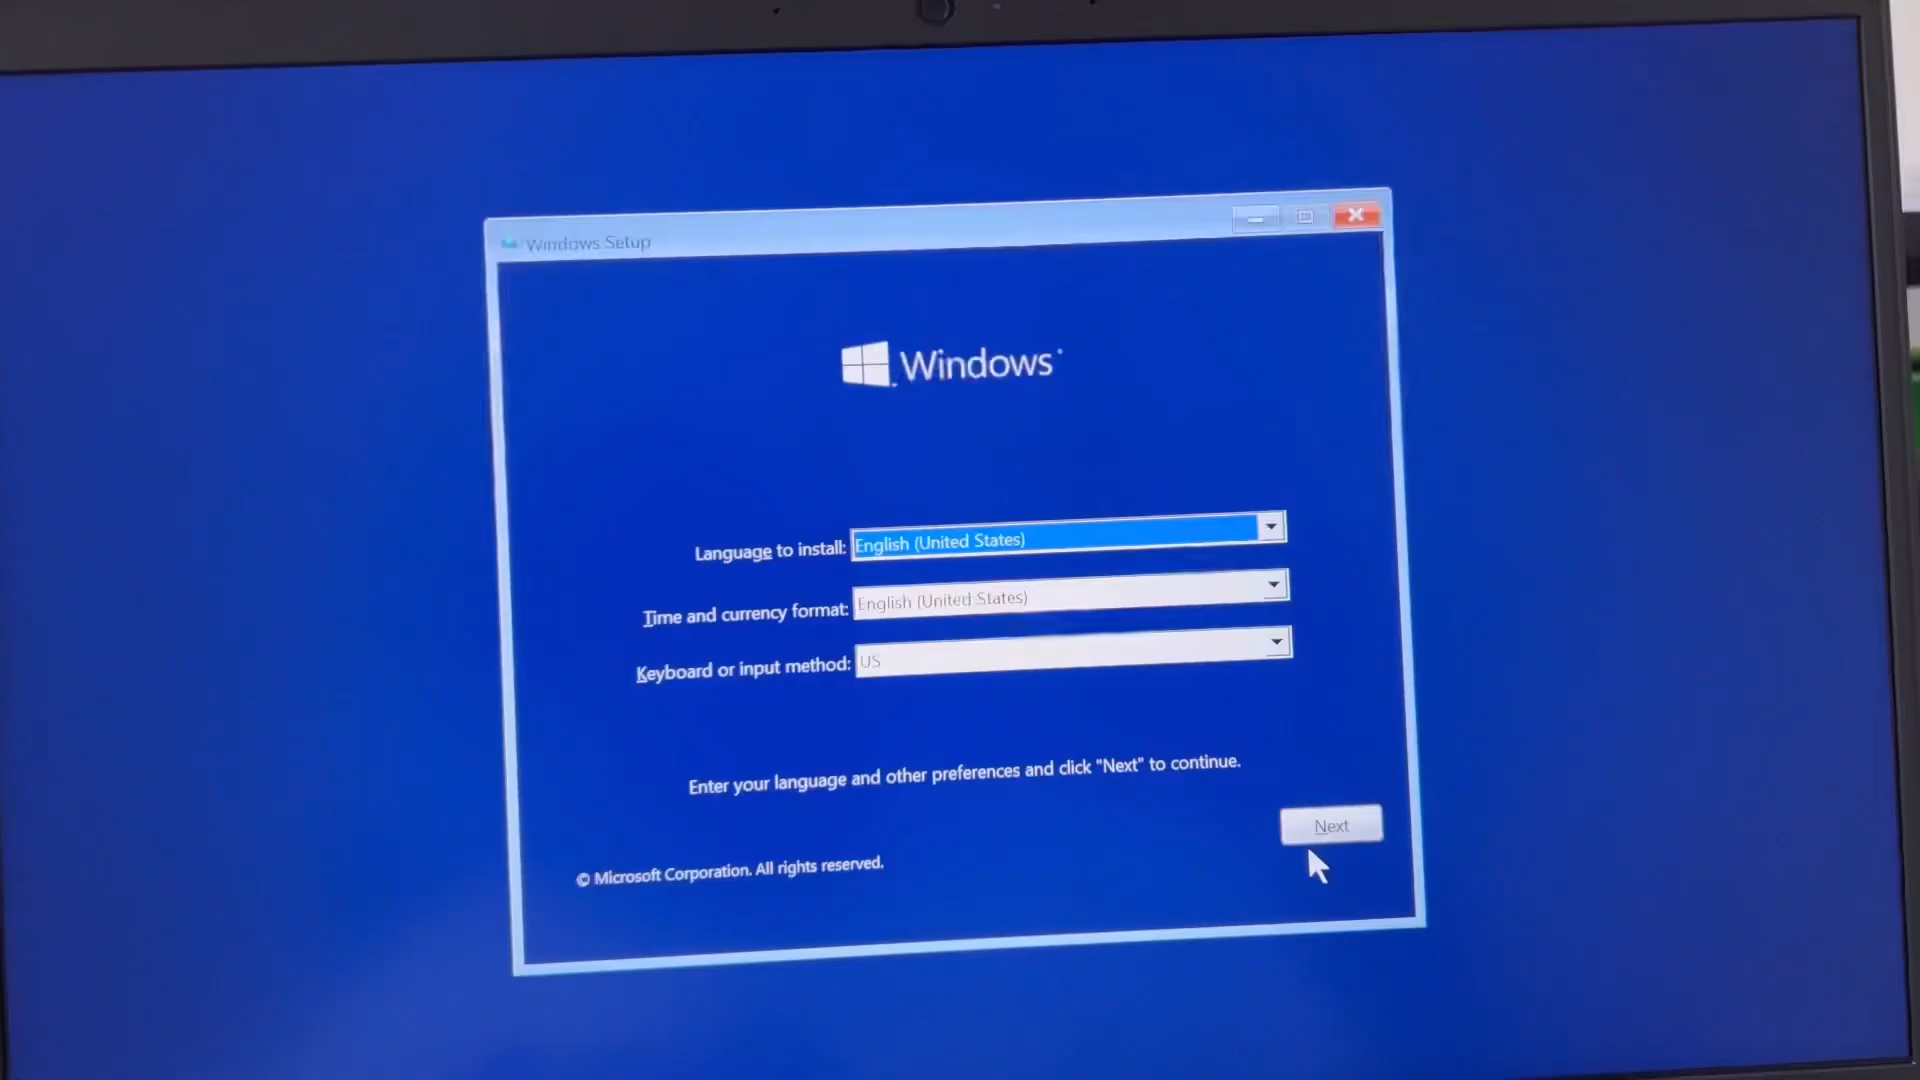 Windows Setup
Windows
Language to install: English (United States)
Time and currency format: English (United States)
Keyboard or input method: US
Enter your language and other preferences and click "Next" to continue.
Next
© Microsoft Corporation. All rights reserved.